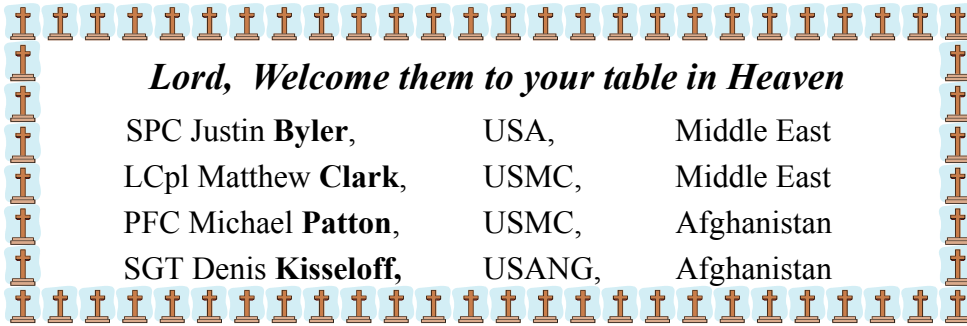 Lord, Welcome them to your table in Heaven
SPC Justin Byler, USA, Middle East
LCpl Matthew Clark, USMC, Middle East
PFC Michael Patton, USMC, Afghanistan
SGT Denis Kisseloff, USANG, Afghanistan